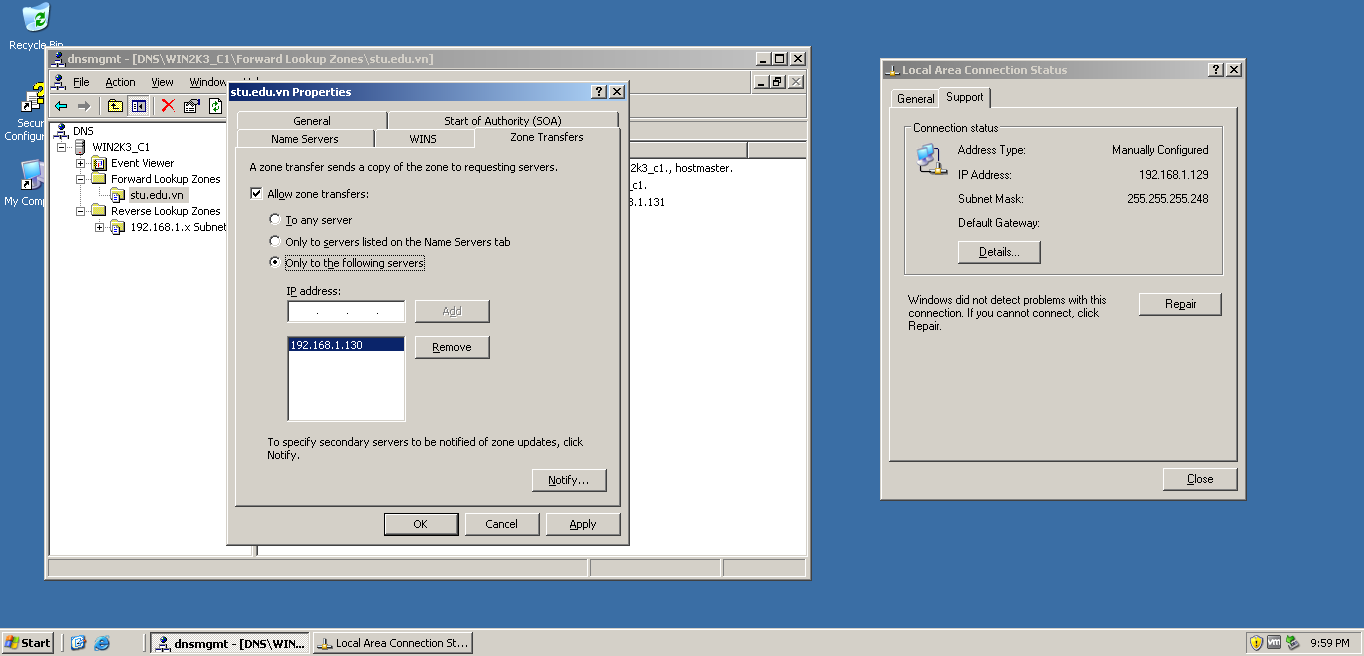 Recycle Bin
Secur
Configur
My Comp
dnsmgmt - [DNS\WIN2K3_C1\Forward Lookup Zones\stu.edu.vn]
File Action View Window
DNS
WIN2K3_C1
Event Viewer
Forward Lookup Zones
stu.edu.vn
Reverse Lookup Zones
192.168.1.x Subnet
2k3_c1., hostmaster.
_c1.
8.1.131
stu.edu.vn Properties
General Start of Authority (SOA)
Name Servers WINS Zone Transfers
A zone transfer sends a copy of the zone to requesting servers.
Allow zone transfers:
To any server
Only to servers listed on the Name Servers tab
Only to the following servers
IP address:
. . . Add
192.168.1.130 Remove
To specify secondary servers to be notified of zone updates, click
Notify.
Notify...
OK Cancel Apply
Local Area Connection Status
General Support
Connection status
Address Type: Manually Configured
IP Address: 192.168.1.129
Subnet Mask: 255.255.255.248
Default Gateway:
Details...
Windows did not detect problems with this
connection. If you cannot connect, click
Repair.
Repair
Close
Start dnsmgmt - [DNS\WIN... Local Area Connection St... vm 9:59 PM